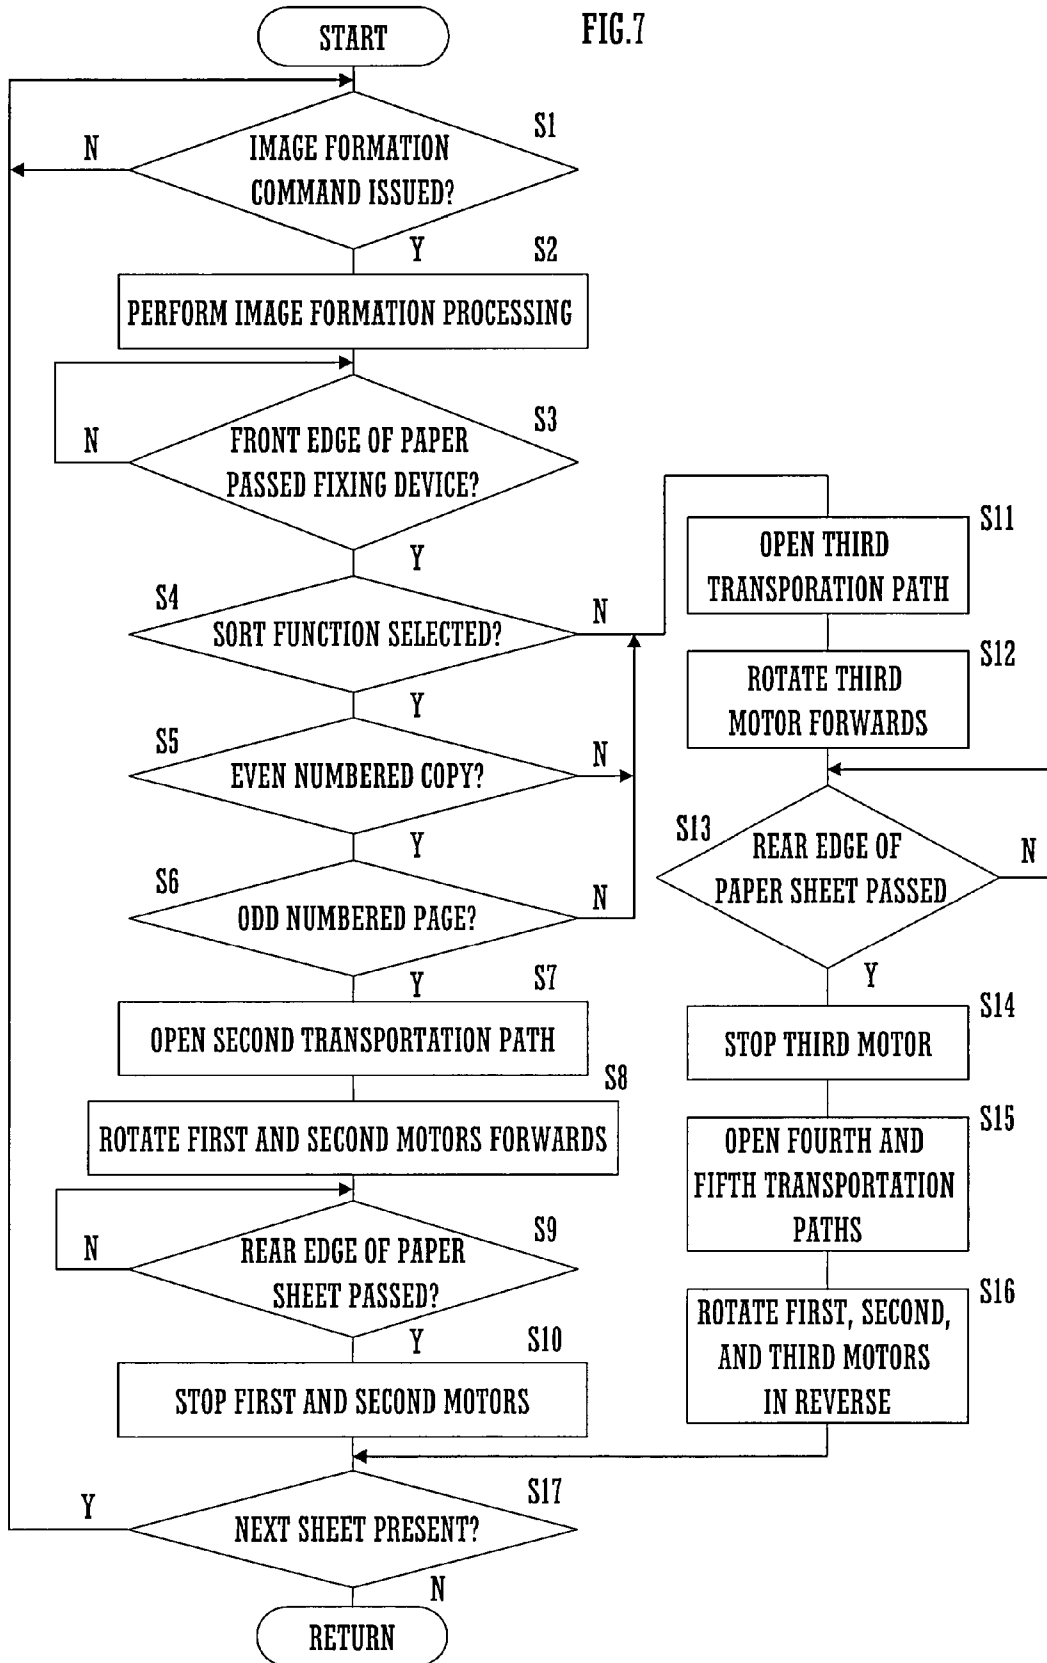 FIG.7
START
S1
N
IMAGE FORMATION
COMMAND ISSUED?
Y
S2
PERFORM IMAGE FORMATION PROCESSING
S3
N
FRONT EDGE OF PAPER
PASSED FIXING DEVICE?
Y
S4
SORT FUNCTION SELECTED?
N
Y
S5
EVEN NUMBERED COPY?
N
Y
S6
ODD NUMBERED PAGE?
N
Y
S7
OPEN SECOND TRANSPORTATION PATH
S8
ROTATE FIRST AND SECOND MOTORS FORWARDS
S9
N
REAR EDGE OF PAPER
SHEET PASSED?
Y
S10
STOP FIRST AND SECOND MOTORS
S11
OPEN THIRD
TRANSPORATION PATH
S12
ROTATE THIRD
MOTOR FORWARDS
S13
REAR EDGE OF
PAPER SHEET PASSED
N
Y
S14
STOP THIRD MOTOR
S15
OPEN FOURTH AND
FIFTH TRANSPORTATION
PATHS
S16
ROTATE FIRST, SECOND,
AND THIRD MOTORS
IN REVERSE
S17
Y
NEXT SHEET PRESENT?
N
RETURN